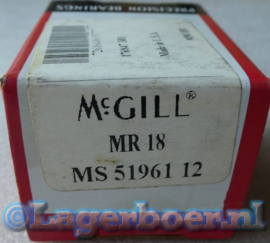 PRECISION BEARINGS
McGILL®
MR 18
MS 51961 12
©Lagerboer.nl